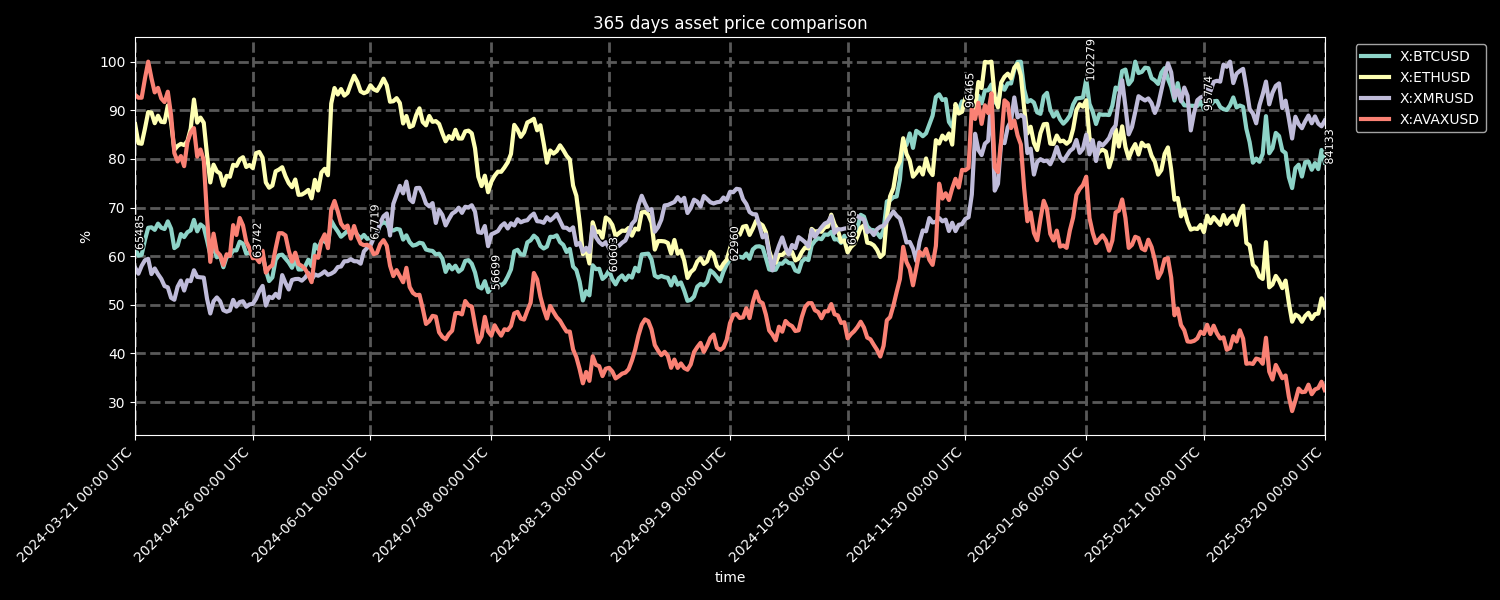 365 days asset price comparison
X:BTCUSD
X:ETHUSD
X:XMRUSD
X:AVAXUSD
%
100
90
80
70
60
50
40
30
65485
63742
67719
56699
60603
62960
66565
96465
102279
84133
2024-03-21 00:00 UTC
2024-04-26 00:00 UTC
2024-06-01 00:00 UTC
2024-07-08 00:00 UTC
2024-08-13 00:00 UTC
2024-09-19 00:00 UTC
2024-10-25 00:00 UTC
2024-11-30 00:00 UTC
2025-01-06 00:00 UTC
2025-02-11 00:00 UTC
2025-03-20 00:00 UTC
time